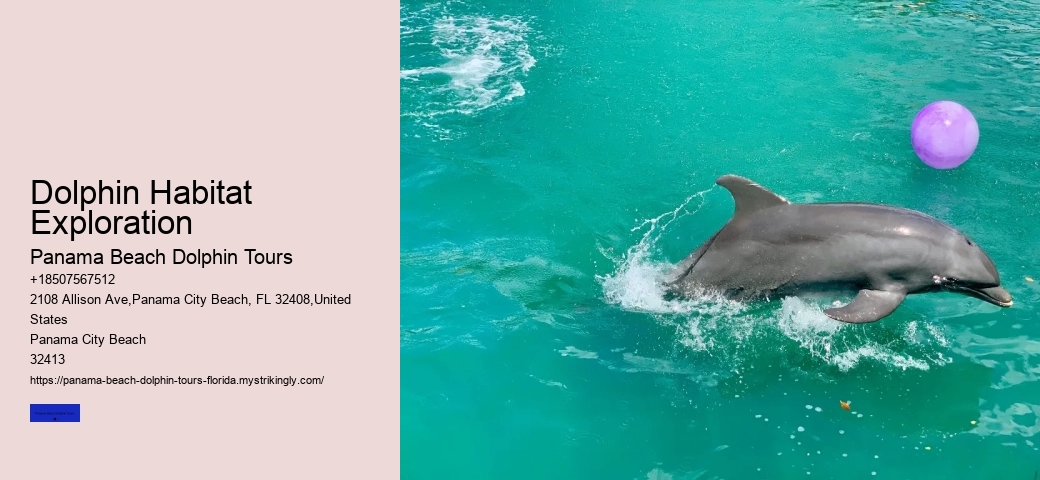 Dolphin Habitat
Exploration
Panama Beach Dolphin Tours
+18507567512
2108 Allison Ave,Panama City Beach, FL 32408,United
States
Panama City Beach
32413
https://panama-beach-dolphin-tours-florida.mystrikingly.com/